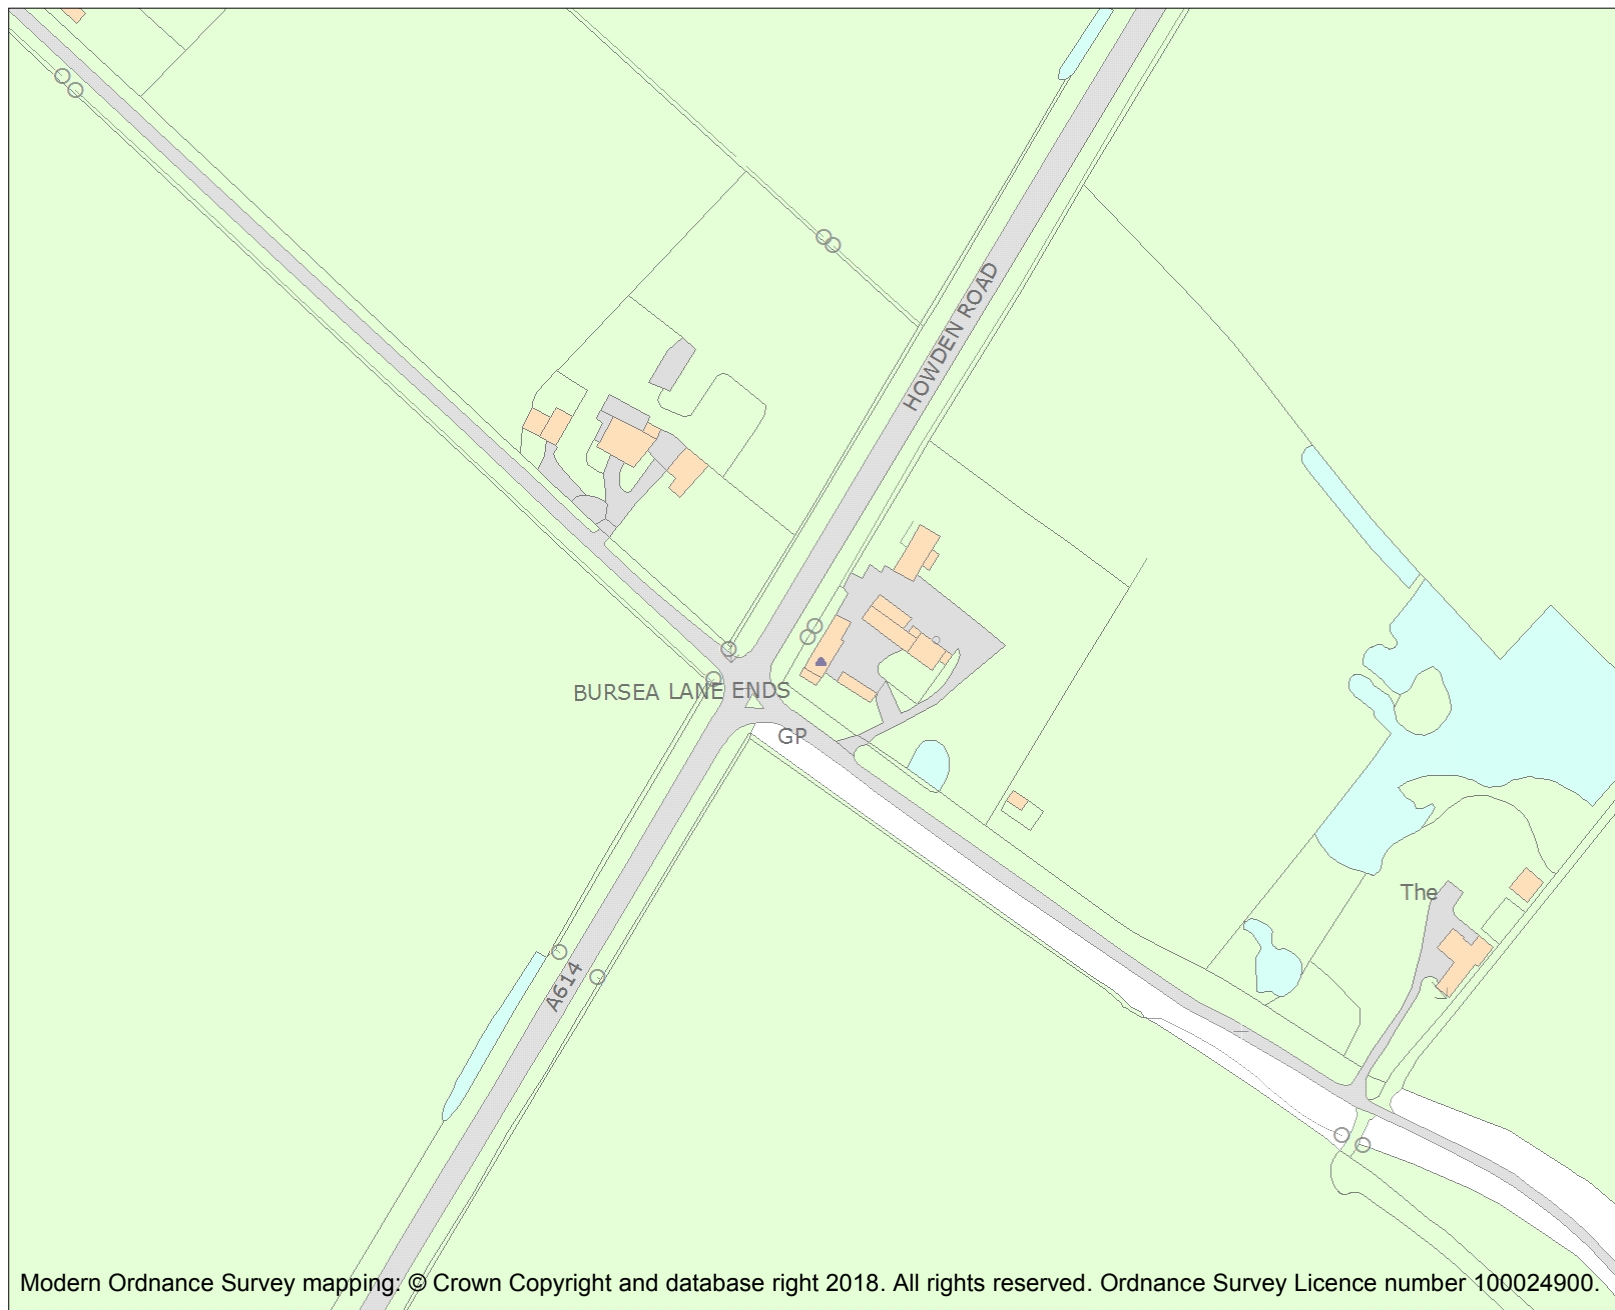 HOWDEN ROAD
BURSEA LANE ENDS
GP
The
A614
Modern Ordnance Survey mapping: © Crown Copyright and database right 2018. All rights reserved. Ordnance Survey Licence number 100024900.